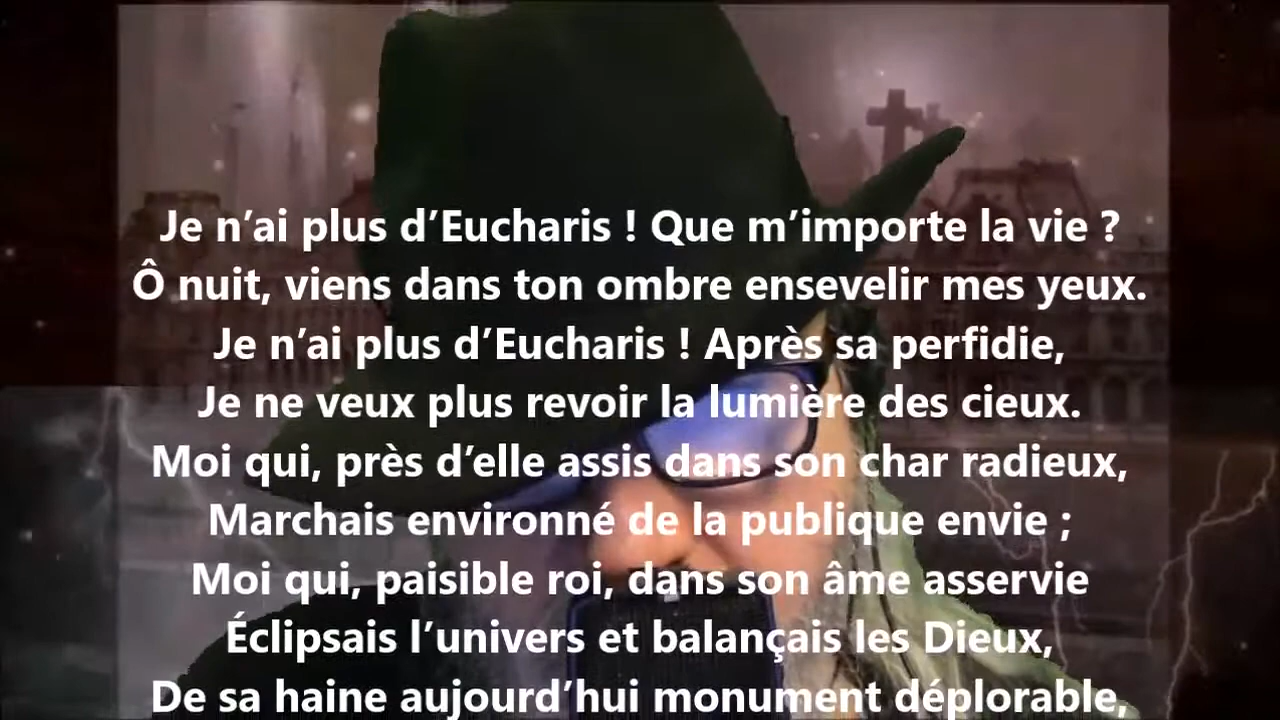 Je n’ai plus d’Eucharis ! Que m’importe la vie ?
Ô nuit, viens dans ton ombre ensevelir mes yeux.
Je n’ai plus d’Eucharis ! Après sa perfidie,
Je ne veux plus revoir la lumière des cieux.
Moi qui, près d’elle assis dans son char radieux,
Marchais environné de la publique envie ;
Moi qui, paisible roi, dans son âme asservie
Éclipsais l’univers et balançais les Dieux,
De sa haine aujourd’hui monument déplorable,